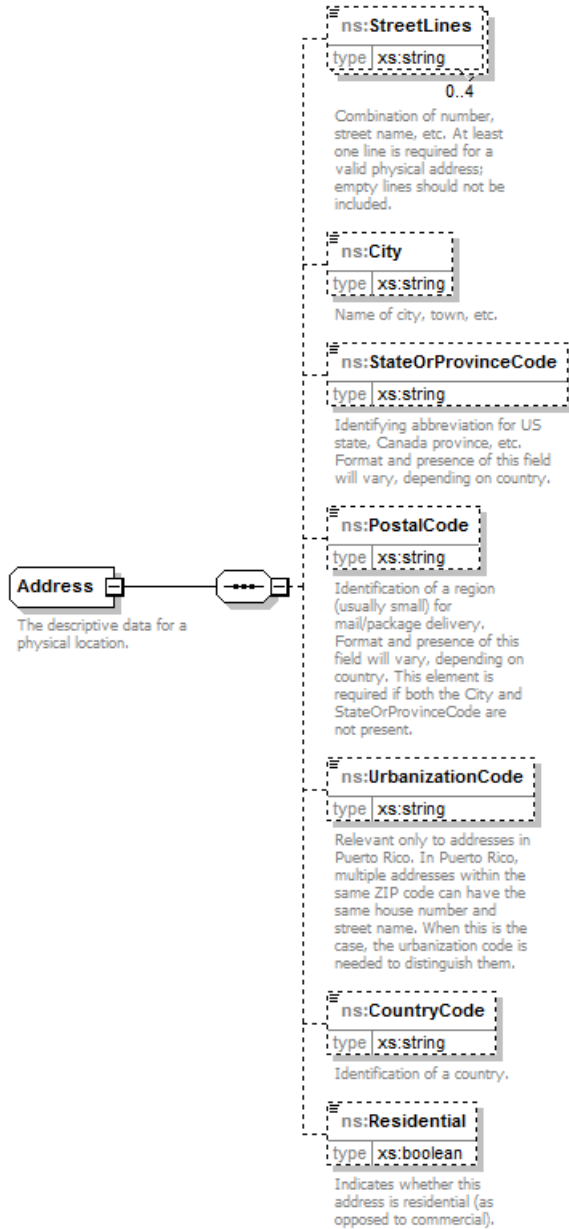 ns:StreetLines
type xs:string
0..4
Combination of number,
street name, etc. At least
one line is required for a
valid physical address;
empty lines should not be
included.
ns:City
type xs:string
Name of city, town, etc.
ns:StateOrProvinceCode
type xs:string
Identifying abbreviation for US
state, Canada province, etc.
Format and presence of this field
will vary, depending on country.
ns:PostalCode
type xs:string
Identification of a region
(usually small) for
mail/package delivery.
Format and presence of this
field will vary, depending on
country. This element is
required if both the City and
StateOrProvinceCode are
not present.
Address
The descriptive data for a
physical location.
ns:UrbanizationCode
type xs:string
Relevant only to addresses in
Puerto Rico. In Puerto Rico,
multiple addresses within the
same ZIP code can have the
same house number and
street name. When this is the
case, the urbanization code is
needed to distinguish them.
ns:CountryCode
type xs:string
Identification of a country.
ns:Residential
type xs:boolean
Indicates whether this
address is residential (as
opposed to commercial).